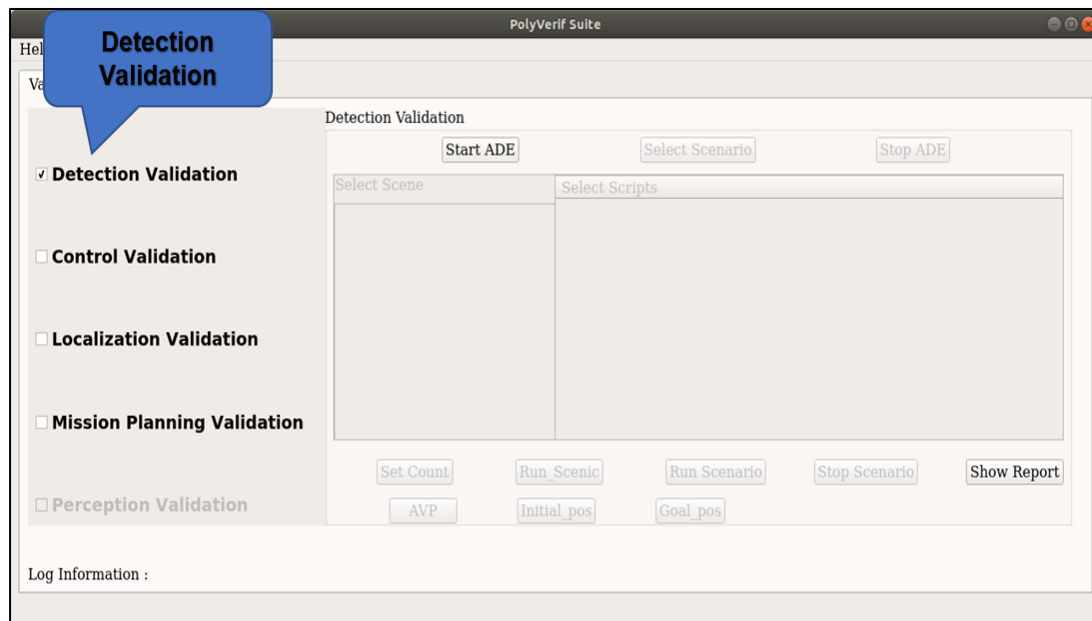 PolyVerif Suite
Detection
Validation
Detection Validation
Start ADE Select Scenario Stop ADE
Detection Validation
Select Scene Select Scripts
Control Validation
Localization Validation
Mission Planning Validation
Set Count Run_Scenic Run Scenario Stop Scenario Show Report
Perception Validation
AVP Initial_pos Goal_pos
Log Information :